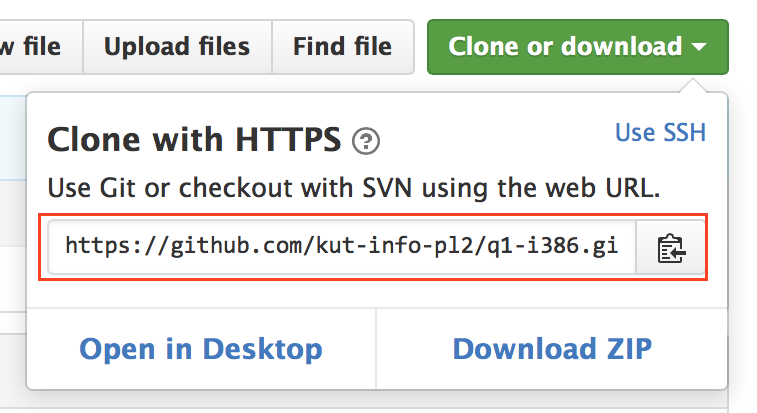 w file Upload files Find file Clone or download
Clone with HTTPS ?
Use SSH
Use Git or checkout with SVN using the web URL.
https://github.com/kut-info-pl2/q1-i386.gi
Open in Desktop Download ZIP